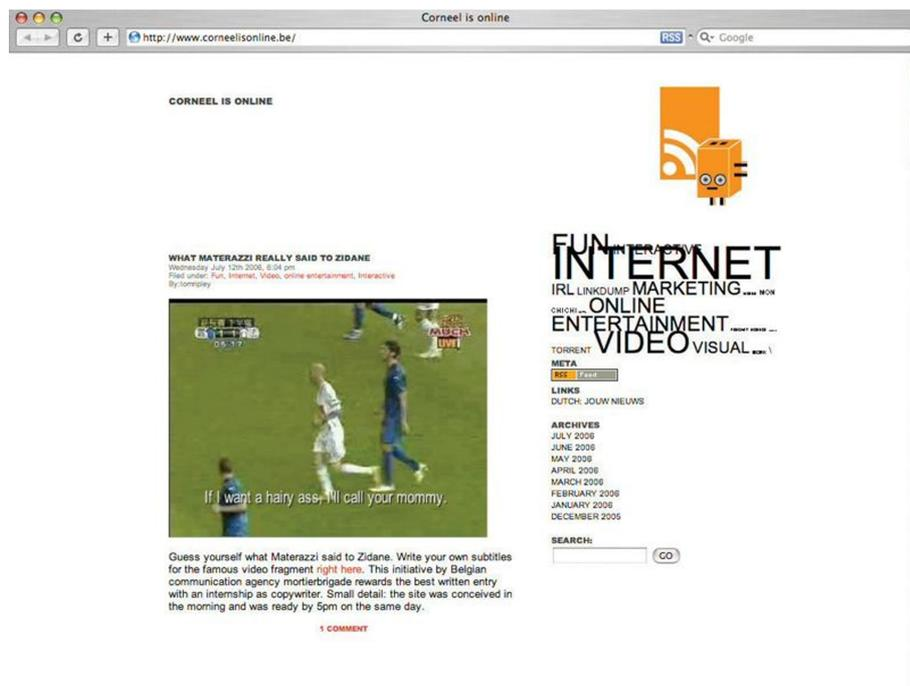 Corneel is online
http://www.corneelisonline.be/
RSS
Google
CORNEEL IS ONLINE
WHAT MATERAZZI REALLY SAID TO ZIDANE
Wednesday July 12th 2006, 6:04 pm
Filed under: Fun, Internet, Video, online entertainment, Interactive
By:tomripley
LIVE!
05:17
If I want a hairy ass, I'll call your mommy.
Guess yourself what Materazzi said to Zidane. Write your own subtitles
for the famous video fragment right here. This initiative by Belgian
communication agency mortierbrigade rewards the best written entry
with an internship as copywriter. Small detail: the site was conceived in
the morning and was ready by 5pm on the same day.
1 COMMENT
FUN INTERACTIVE
INTERNET
IRL LINKDUMP MARKETING NON
CHICHI ONLINE
ENTERTAINMENT
TORRENT VIDEO VISUAL \
META
RSS Feed
LINKS
DUTCH: JOUW NIEUWS
ARCHIVES
JULY 2006
JUNE 2006
MAY 2006
APRIL 2006
MARCH 2006
FEBRUARY 2006
JANUARY 2006
DECEMBER 2005
SEARCH:
GO